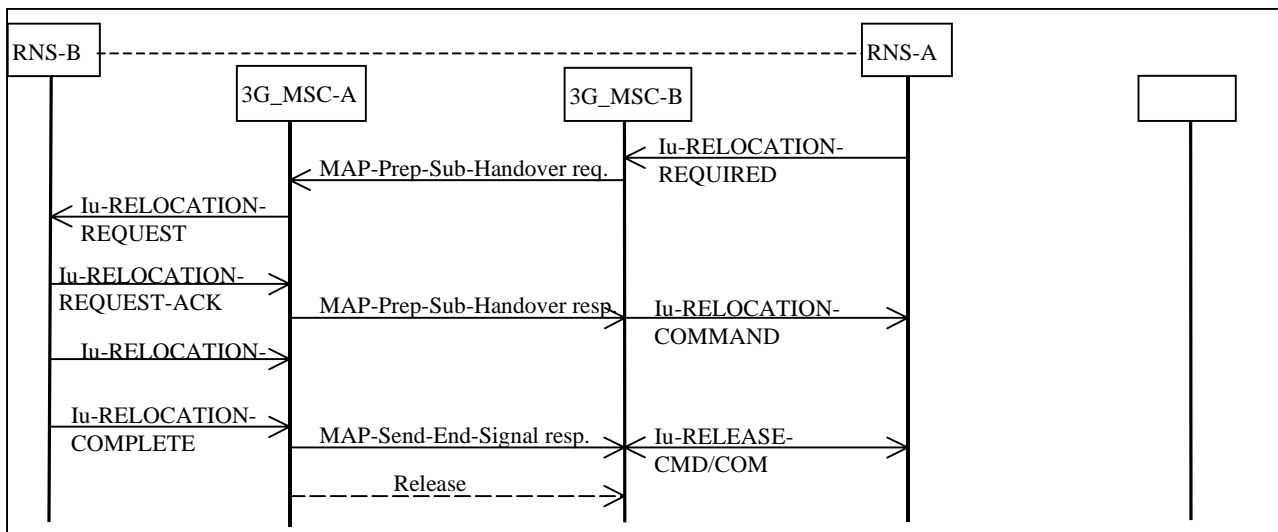 RNS-B
RNS-A
3G_MSC-A
3G_MSC-B
Iu-RELOCATION-
REQUIRED
MAP-Prep-Sub-Handover req.
Iu-RELOCATION-
REQUEST
Iu-RELOCATION-
REQUEST-ACK
MAP-Prep-Sub-Handover resp.
Iu-RELOCATION-
COMMAND
Iu-RELOCATION-
Iu-RELOCATION-
COMPLETE
MAP-Send-End-Signal resp.
Iu-RELEASE-
CMD/COM
Release